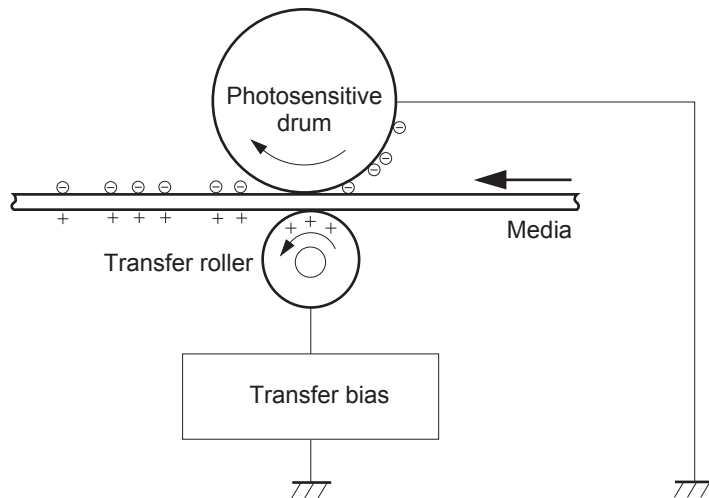 Photosensitive
drum
Media
Transfer roller
Transfer bias